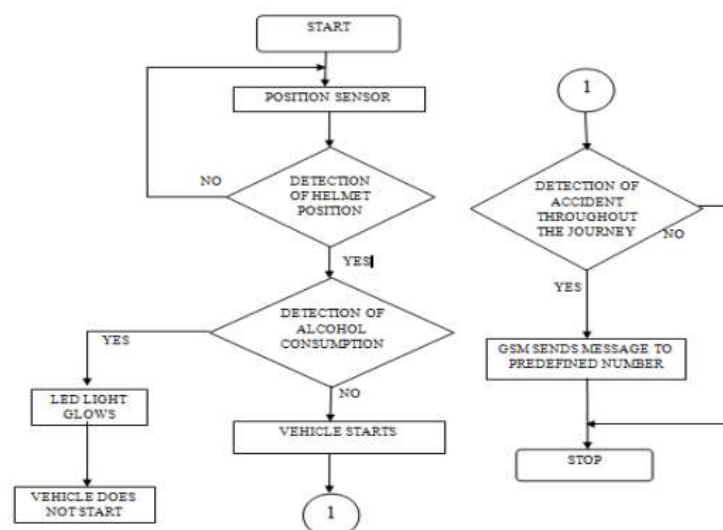 START
POSITION SENSOR
NO
DETECTION
OF HELMET
POSITION
YES
DETECTION OF
ALCOHOL
CONSUMPTION
YES
NO
LED LIGHT
GLOWS
VEHICLE STARTS
VEHICLE DOES
NOT START
1
1
DETECTION OF
ACCIDENT
THROUGHOUT
THE JOURNEY
NO
YES
GSM SENDS MESSAGE TO
PREDEFINED NUMBER
STOP